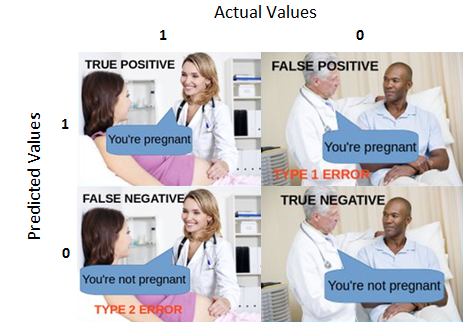 Actual Values
1 0
Predicted Values
1
TRUE POSITIVE
You're pregnant
FALSE POSITIVE
You're pregnant
TYPE 1 ERROR
0
FALSE NEGATIVE
You're not pregnant
TYPE 2 ERROR
TRUE NEGATIVE
You're not pregnant